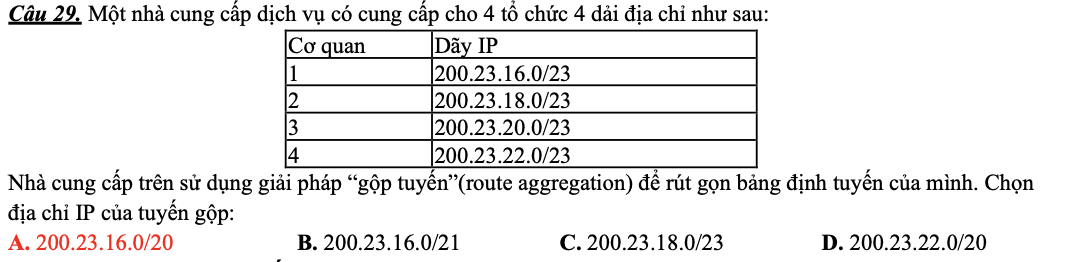 Câu 29. Một nhà cung cấp dịch vụ có cung cấp cho 4 tổ chức 4 dải địa chỉ như sau:
Cơ quan Dãy IP
1 200.23.16.0/23
2 200.23.18.0/23
3 200.23.20.0/23
4 200.23.22.0/23
Nhà cung cấp trên sử dụng giải pháp “gộp tuyến”(route aggregation) để rút gọn bảng định tuyến của mình. Chọn
địa chỉ IP của tuyến gộp:
A. 200.23.16.0/20 B. 200.23.16.0/21 C. 200.23.18.0/23 D. 200.23.22.0/20